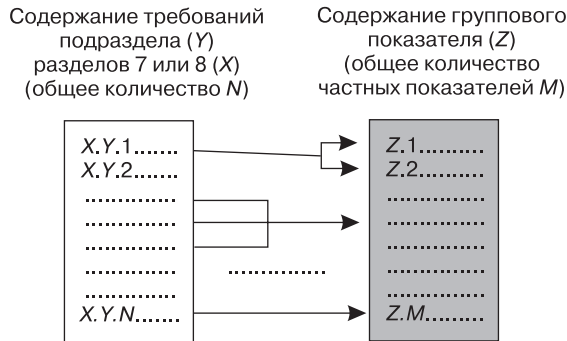 Содержание требований
подраздела (Y)
разделов 7 или 8 (X)
(общее количество N)
Содержание группового
показателя (Z)
(общее количество
частных показателей M)
X.Y.1.......
X.Y.2.......
...............
...............
...............
...............
...............
X.Y.N.......
................
Z.1..........
Z.2..........
...............
...............
...............
...............
...............
Z.M.........